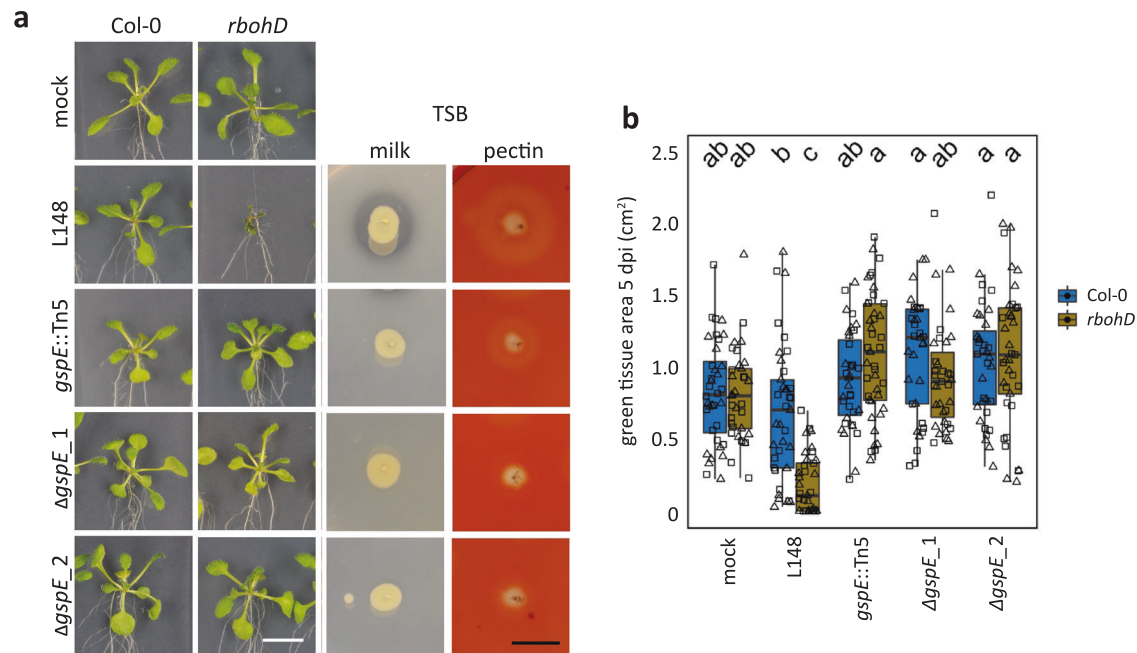 a
Col-0 rbohD
mock
TSB
milk pectin
L148
gspE::Tn5
ΔgspE_1
ΔgspE_2
b
2.5
2.0
1.5
1.0
0.5
0
green tissue area 5 dpi (cm²)
ab ab b c ab a a ab a a
mock
L148
gspE::Tn5
ΔgspE_1
ΔgspE_2
Col-0
rbohD